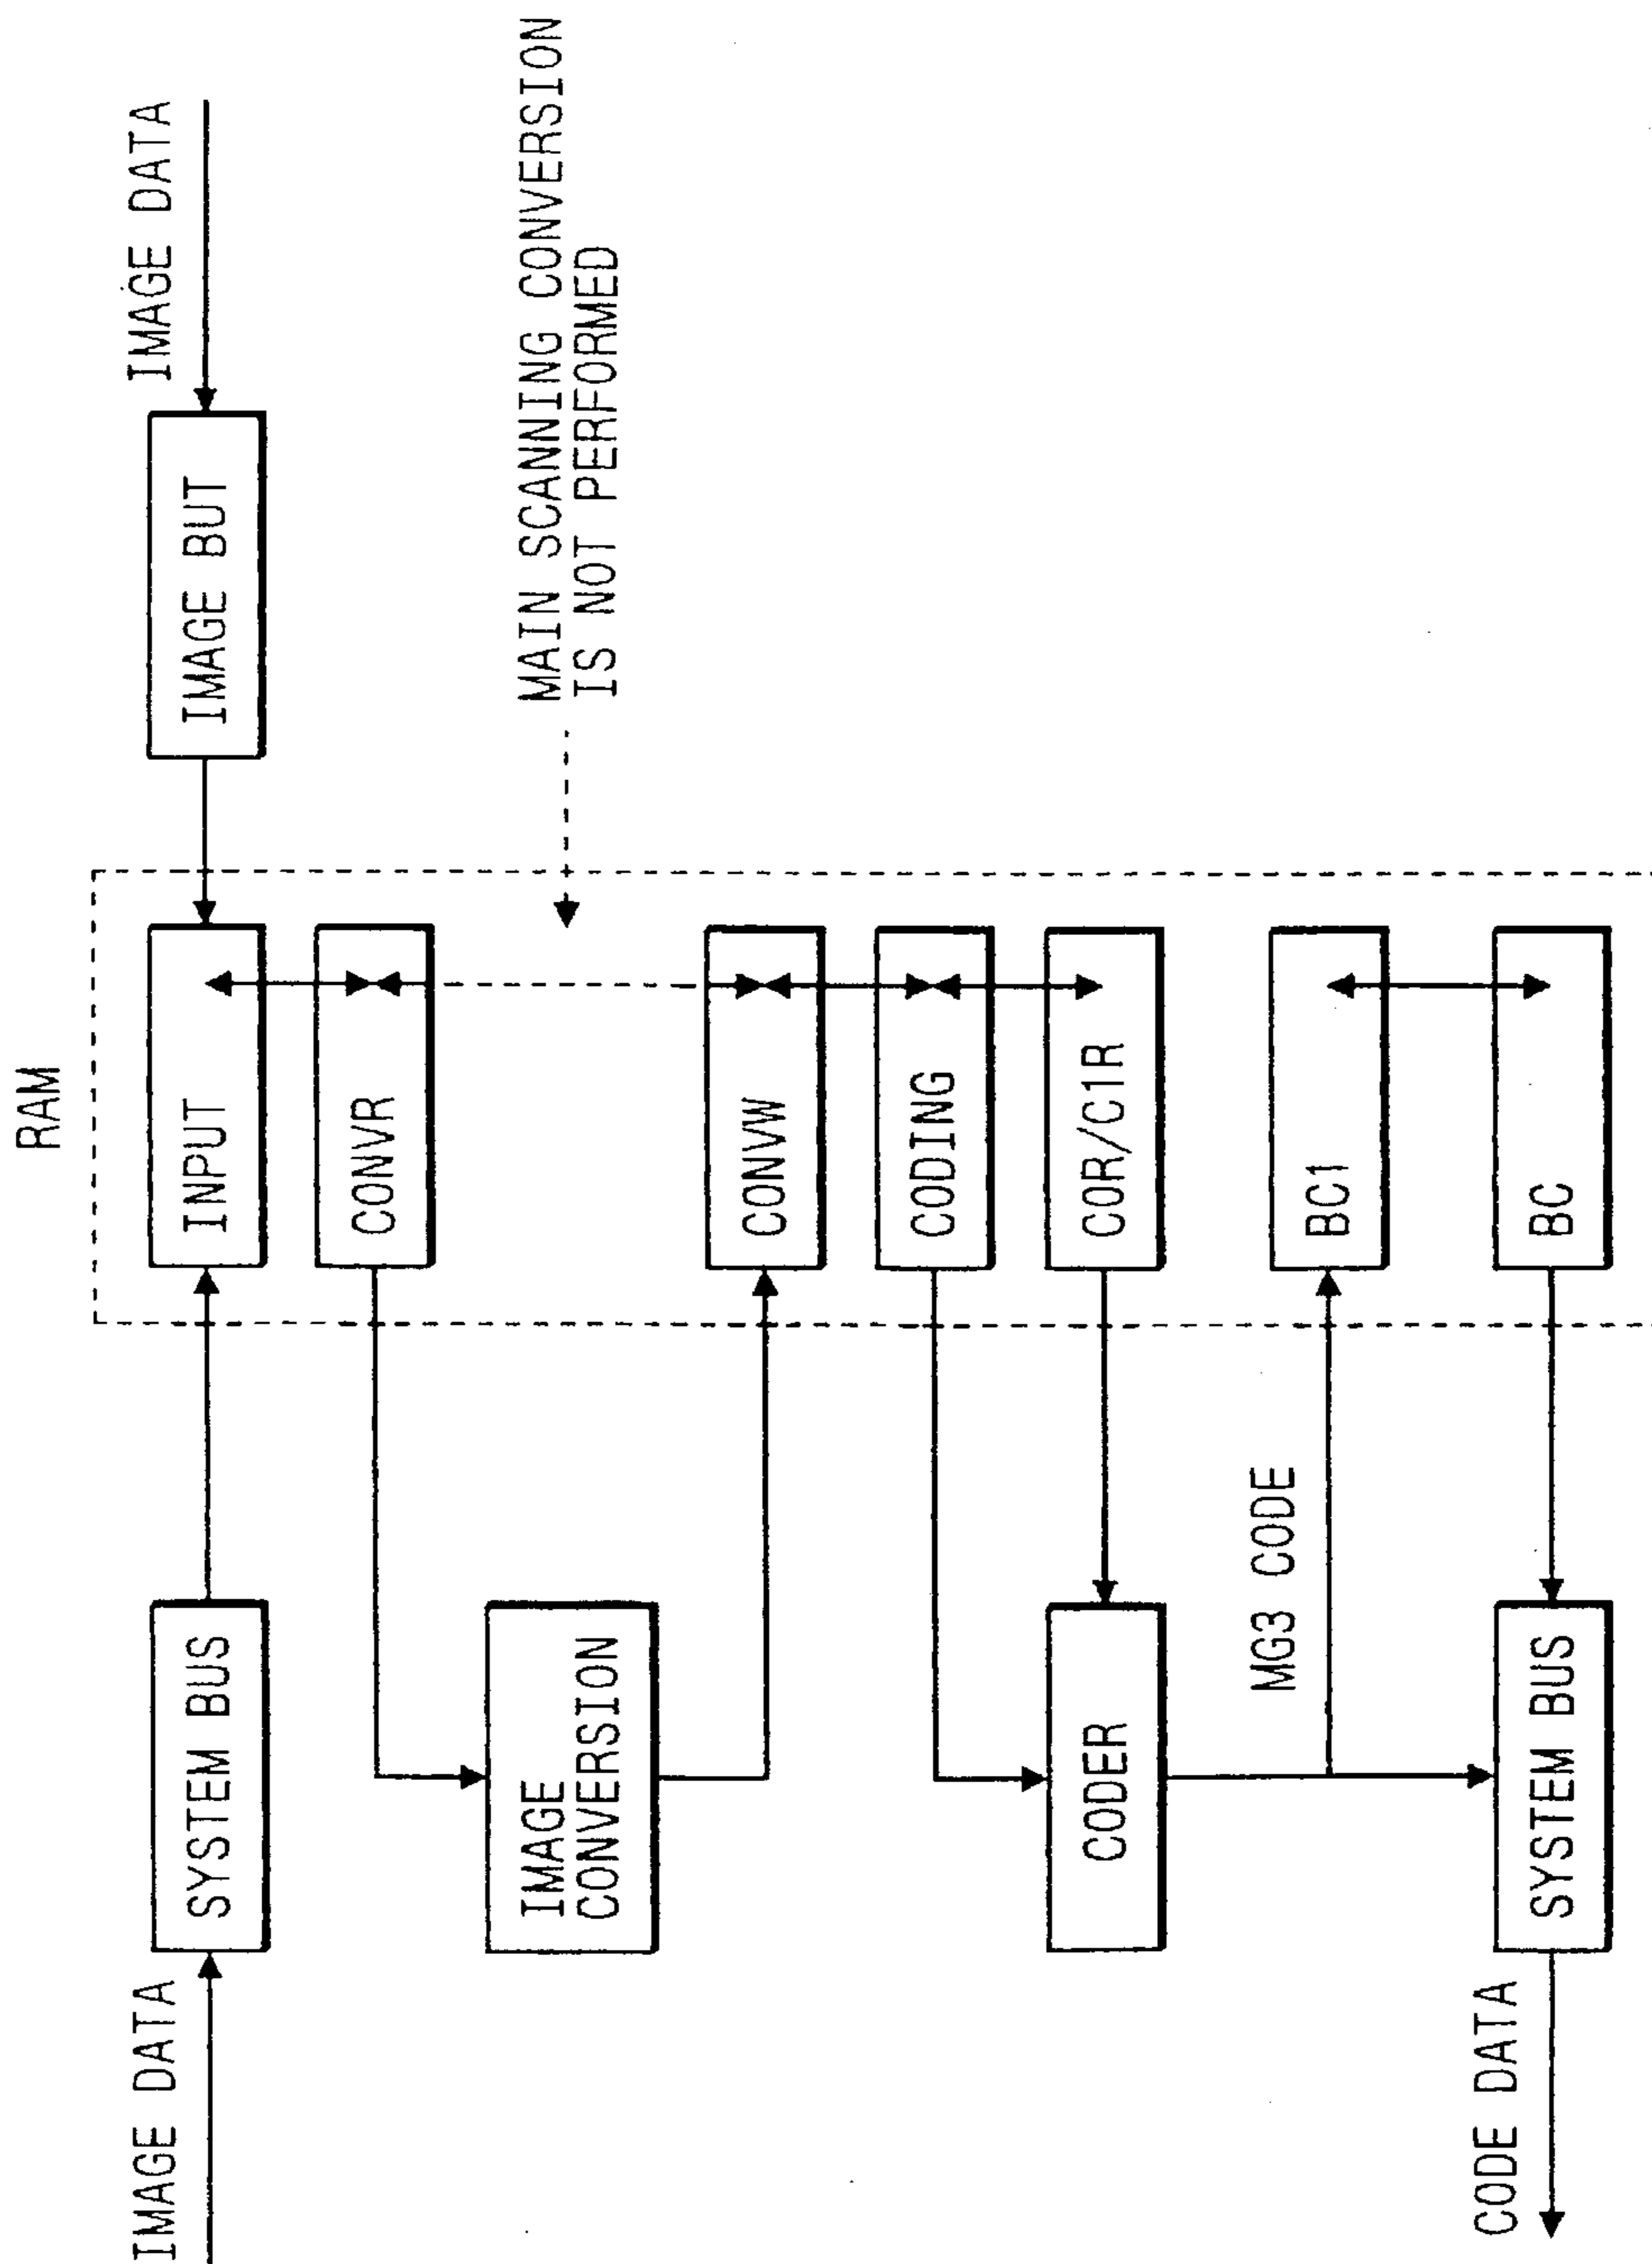 RAM
IMAGE DATA
SYSTEM BUS
INPUT
IMAGE BUT
IMAGE DATA
CONVR
IMAGE
CONVERSION
MAIN SCANNING CONVERSION
IS NOT PERFORMED
CONVW
CODING
CODER
COR/C1R
MG3 CODE
BC1
CODE DATA
SYSTEM BUS
BC